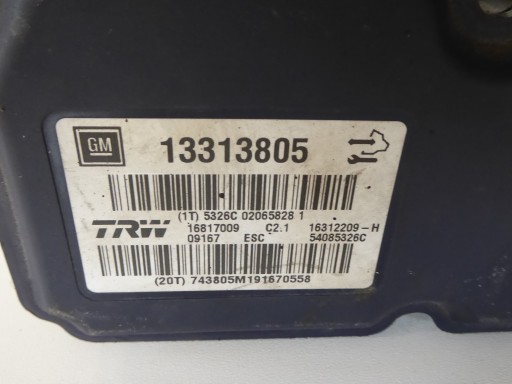 GM 13313805
(1T) 5326C 02065828 1
TRW 16817009 C2.1 16312209-H
09167 ESC 54085326C
(20T) 743805M191670558